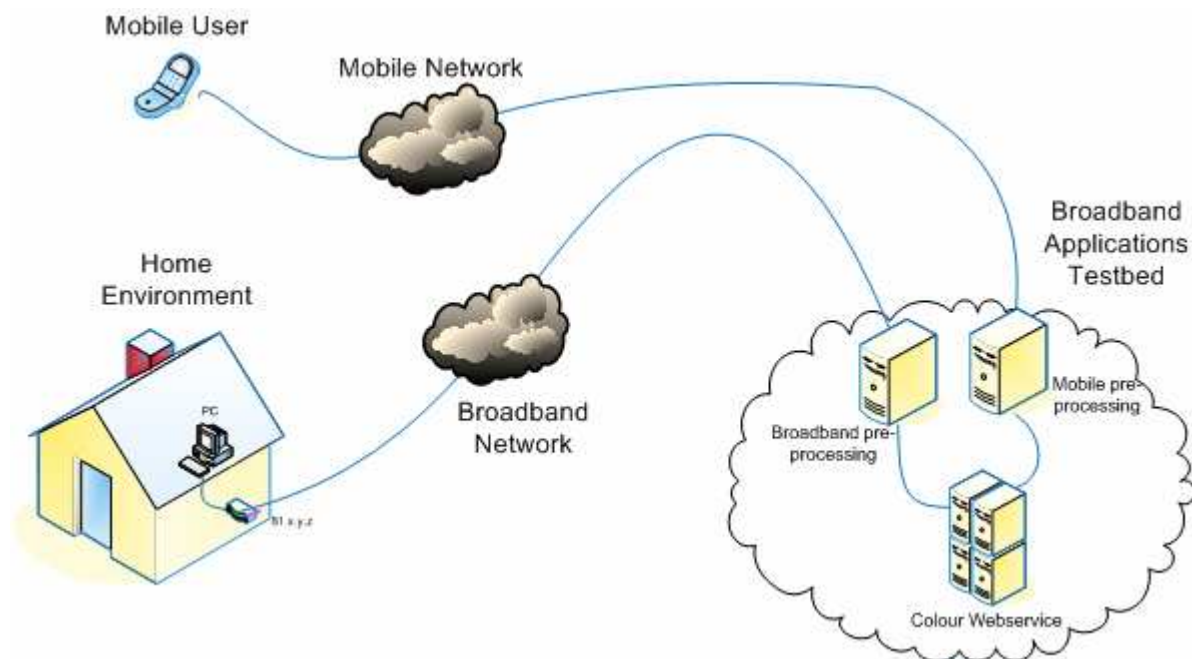 Mobile User
Mobile Network
Home
Environment
Broadband
Applications
Testbed
PC
Broadband
Network
Mobile pre-
processing
Broadband pre-
processing
Colour Webservice